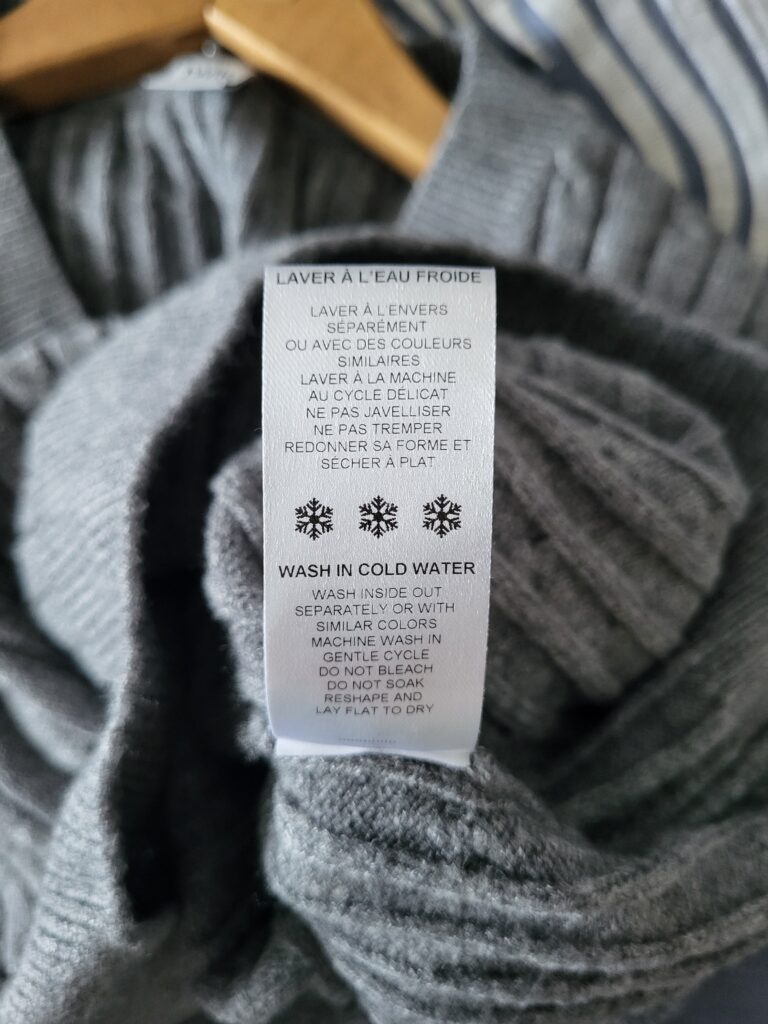 LAVER À L'EAU FROIDE
LAVER À L'ENVERS
SÉPARÉMENT
OU AVEC DES COULEURS
SIMILAIRES
LAVER À LA MACHINE
AU CYCLE DÉLICAT
NE PAS JAVELLISER
NE PAS TREMPER
REDONNER SA FORME ET
SÉCHER À PLAT
WASH IN COLD WATER
WASH INSIDE OUT
SEPARATELY OR WITH
SIMILAR COLORS
MACHINE WASH IN
GENTLE CYCLE
DO NOT BLEACH
DO NOT SOAK
RESHAPE AND
LAY FLAT TO DRY